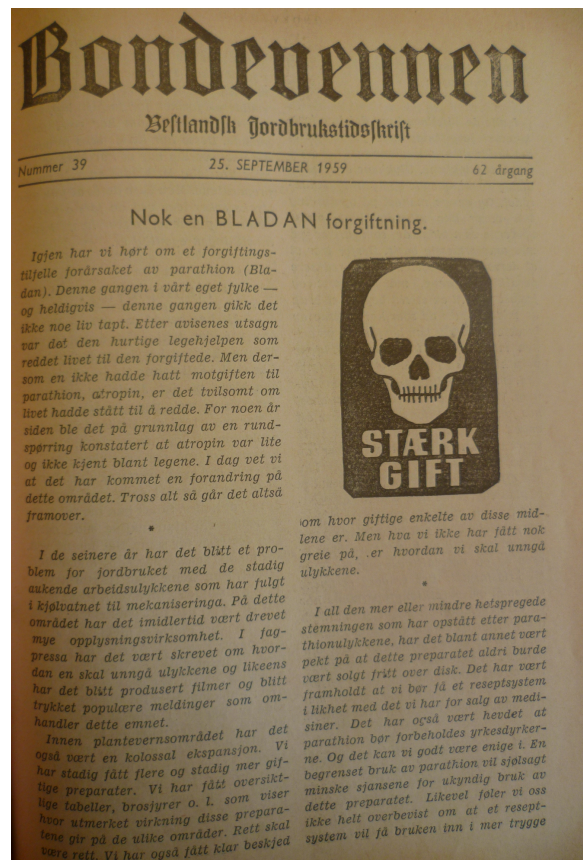 Bondevennen
Vestlandsk Jordbrukstidsskrift
Nummer 39
25. SEPTEMBER 1959
62 årgang
Nok en BLADAN forgiftning.
Igjen har vi hørt om et forgiftings-
tilfelle forårsaket av parathion (Bla-
dan). Denne gangen i vårt eget fylke —
og heldigvis — denne gangen gikk det
ikke noe liv tapt. Etter avisenes utsagn
var det den hurtige legehjelpen som
reddet livet til den forgiftede. Men der-
som en ikke hadde hatt motgiften til
parathion, atropin, er det tvilsomt om
livet hadde stått til å redde. For noen år
siden ble det på grunnlag av en rund-
spørring konstatert at atropin var lite
og ikke kjent blant legene. I dag vet vi
at det har kommet en forandring på
dette området. Tross alt så går det altså
framover.
*
I de seinere år har det blitt et pro-
blem for jordbruket med de stadig
aukende arbeidsulykkene som har fulgt
i kjølvatnet til mekaniseringa. På dette
området har det imidlertid vært drevet
mye opplysningsvirksomhet. I fag-
pressa har det vært skrevet om hvor-
dan en skal unngå ulykkene og likeens
har det blitt produsert filmer og blitt
trykket populære meldinger som om-
handler dette emnet.
Innen plantevernsområdet har det
også vært en kolossal ekspansjon. Vi
har stadig fått flere og stadig mer gif-
tige preparater. Vi har fått oversikt-
lige tabeller, brosjyrer o. l. som viser
hvor utmerket virkning disse prepara-
tene gir på de ulike områder. Rett skal
være rett. Vi har også fått klar beskjed
STÆRK
GIFT
om hvor giftige enkelte av disse mid-
lene er. Men hva vi ikke har fått nok
greie på, er hvordan vi skal unngå
ulykkene.
*
I all den mer eller mindre hetspregede
stemningen som har oppstått etter para-
thionulykkene, har det blant annet vært
pekt på at dette preparatet aldri burde
vært solgt fritt over disk. Det har vært
framholdt at vi bør få et reseptsystem
i likhet med det vi har for salg av medi-
siner. Det har også vært hevdet at
parathion bør forbeholdes yrkesdyrker-
ne. Og det kan vi godt være enige i. En
begrenset bruk av parathion vil sjølsagt
minske sjansene for ukyndig bruk av
dette preparatet. Likevel føler vi oss
ikke helt overbevist om at et resept-
system vil få bruken inn i mer trygge